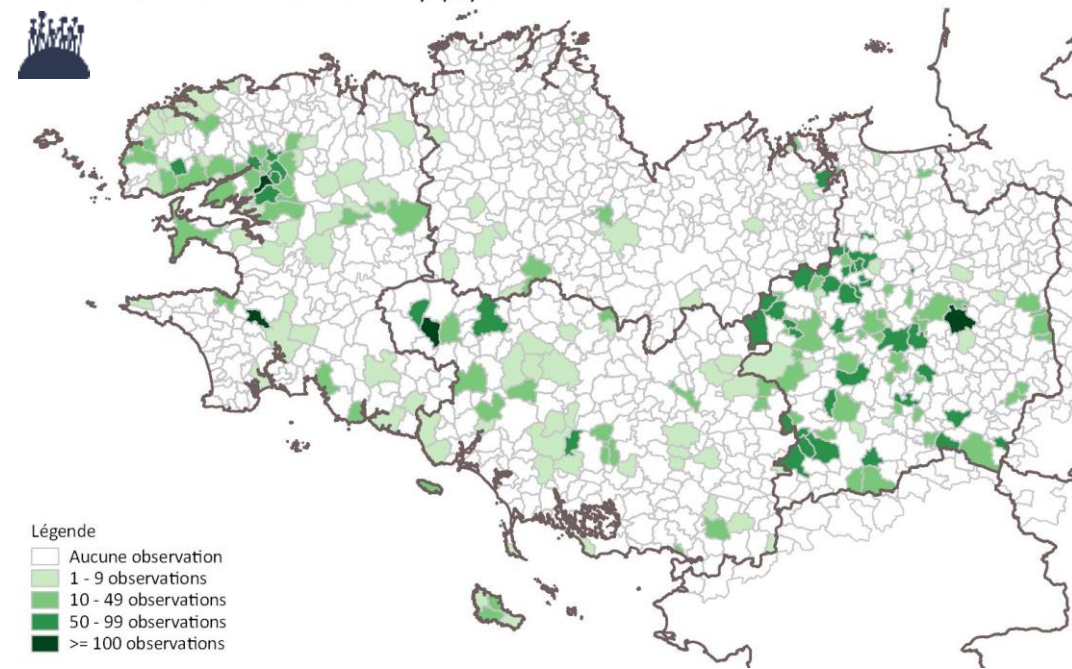 Légende
Aucune observation
1 - 9 observations
10 - 49 observations
50 - 99 observations
>= 100 observations